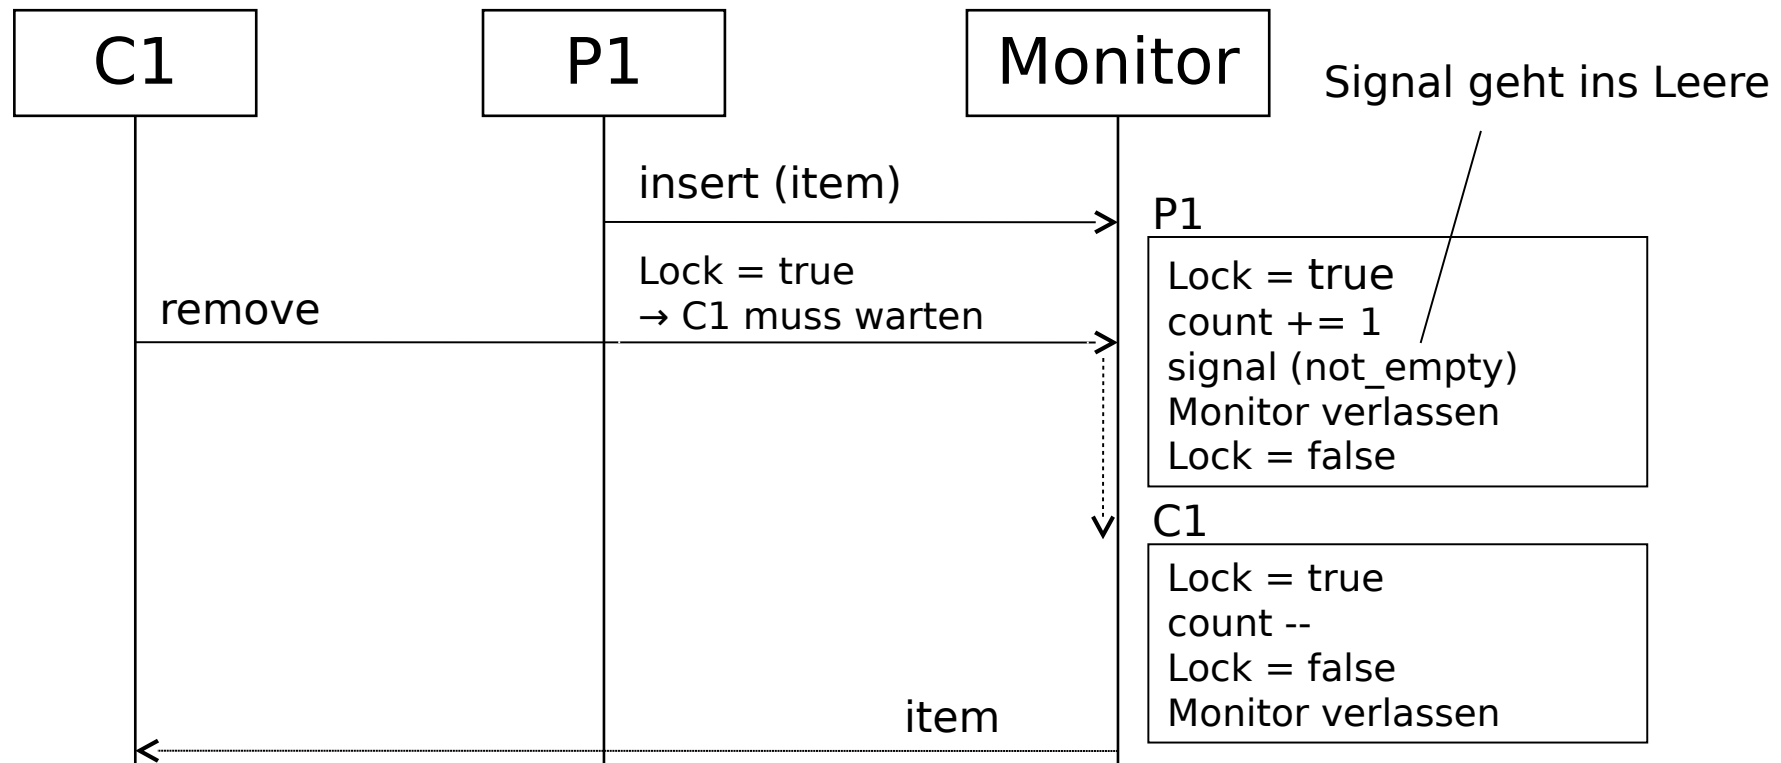 C1
P1
Monitor
Signal geht ins Leere
insert (item)
P1
Lock = true
→ C1 muss warten
remove
Lock = true
count += 1
signal (not_empty)
Monitor verlassen
Lock = false
C1
Lock = true
count --
Lock = false
Monitor verlassen
item